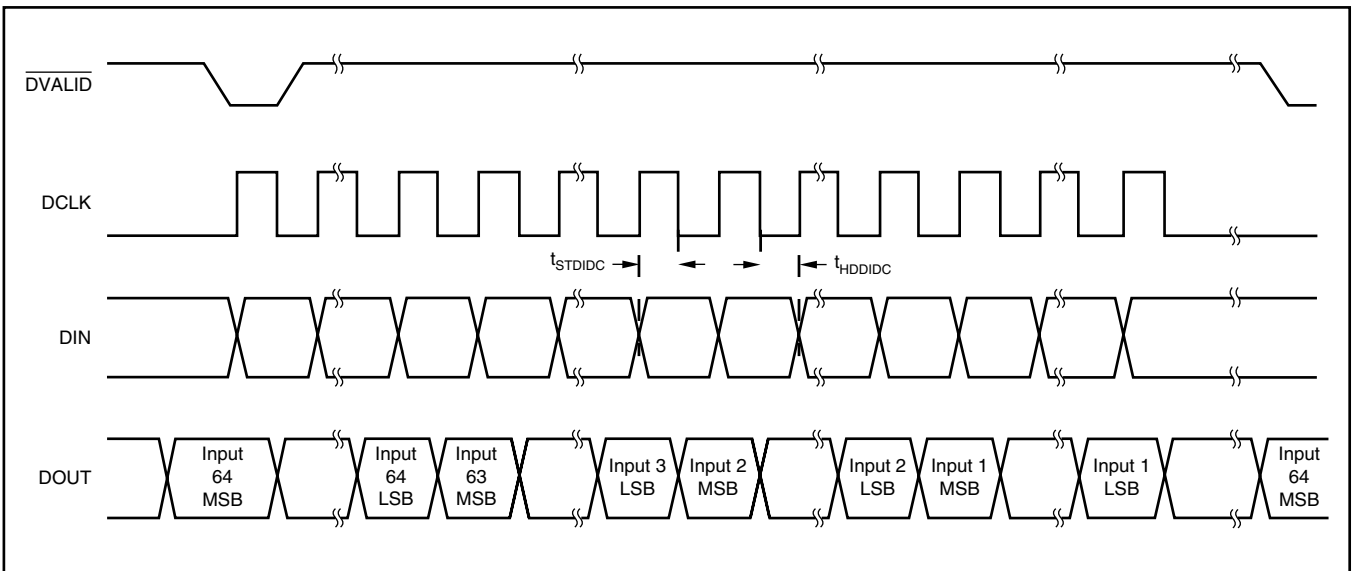 DVALID
DCLK
tSTDIDC
tHDDIDC
DIN
DOUT
Input
64
MSB
Input
64
LSB
Input
63
MSB
Input 3
LSB
Input 2
MSB
Input 2
LSB
Input 1
MSB
Input 1
LSB
Input
64
MSB